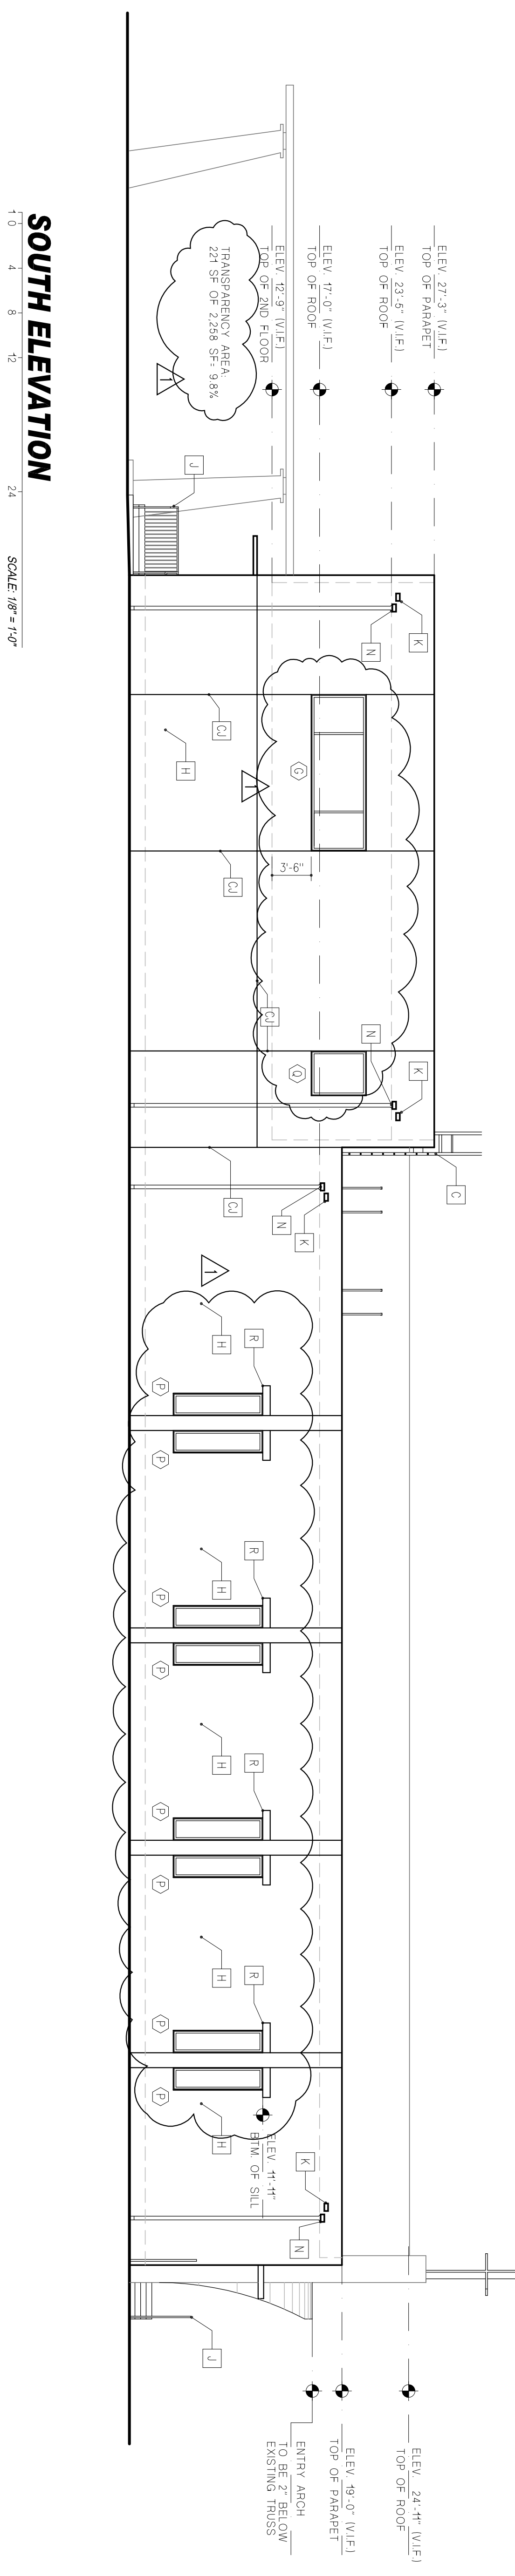 ELEV. 27'-3" (V.I.F.)
TOP OF PARAPET
ELEV. 23'-5" (V.I.F.)
TOP OF ROOF
ELEV. 17'-0" (V.I.F.)
TOP OF ROOF
ELEV. 12'-9" (V.I.F.)
TOP OF 2ND FLOOR
TRANSPARENCY AREA:
221 SF OF 2,258 SF= 9.8%
1
J
K
N
CJ
H
G
1
CJ
3'-6"
CJ
Q
N
K
C
CJ
N
K
1
H
R
P
P
H
R
P
P
H
R
P
P
H
R
P
P
H
ELEV. 11'-11"
BTM. OF SILL
K
N
J
ELEV. 24'-11" (V.I.F.)
TOP OF ROOF
ELEV. 19'-0" (V.I.F.)
TOP OF PARAPET
ENTRY ARCH
TO BE 2" BELOW
EXISTING TRUSS
SOUTH ELEVATION
1 0 4 8 12 24
SCALE: 1/8" = 1'-0"